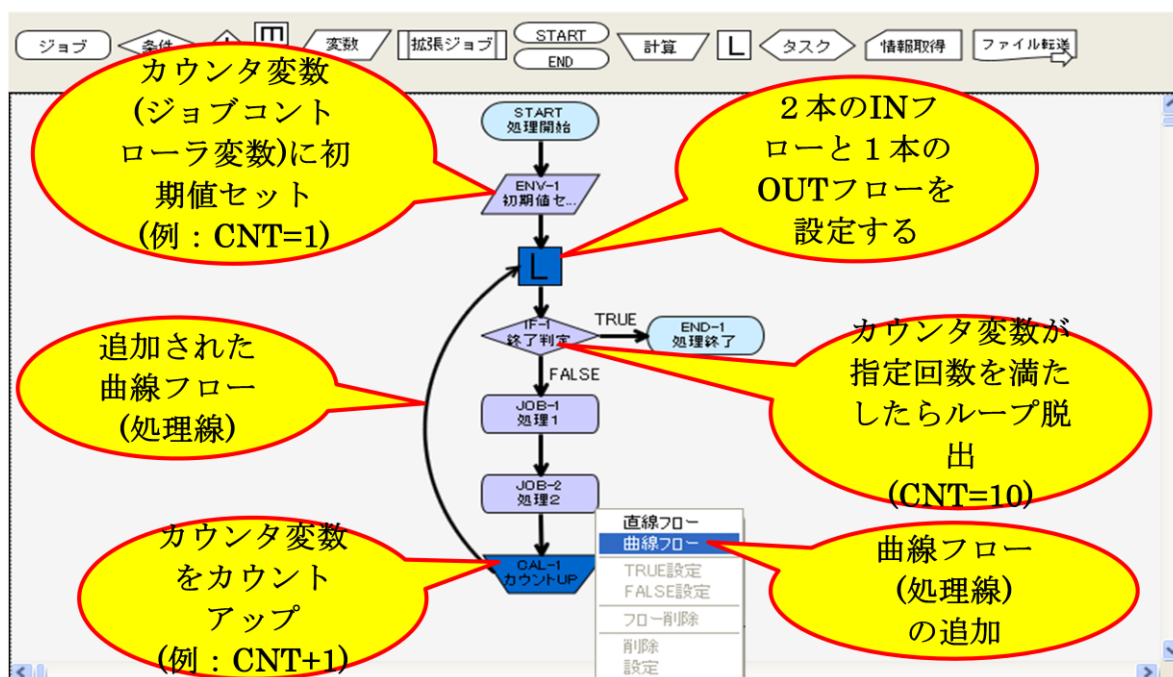 ジョブ
条件
変数
拡張ジョブ
START
END
計算
L
タスク
情報取得
ファイル転送
カウンタ変数
(ジョブコント
ローラ変数)に初
期値セット
(例：CNT=1)
START
処理開始
２本のINフ
ローと１本の
OUTフローを
設定する
ENV-1
初期値セ...
L
IF-1
終了判定
TRUE
END-1
処理終了
FALSE
追加された
曲線フロー
(処理線)
カウンタ変数が
指定回数を満た
したらループ脱
出
(CNT=10)
JOB-1
処理1
JOB-2
処理2
カウンタ変数
をカウント
アップ
(例：CNT+1)
CAL-1
カウントUP
直線フロー
曲線フロー
TRUE設定
FALSE設定
フロー削除
削除
設定
曲線フロー
(処理線)
の追加